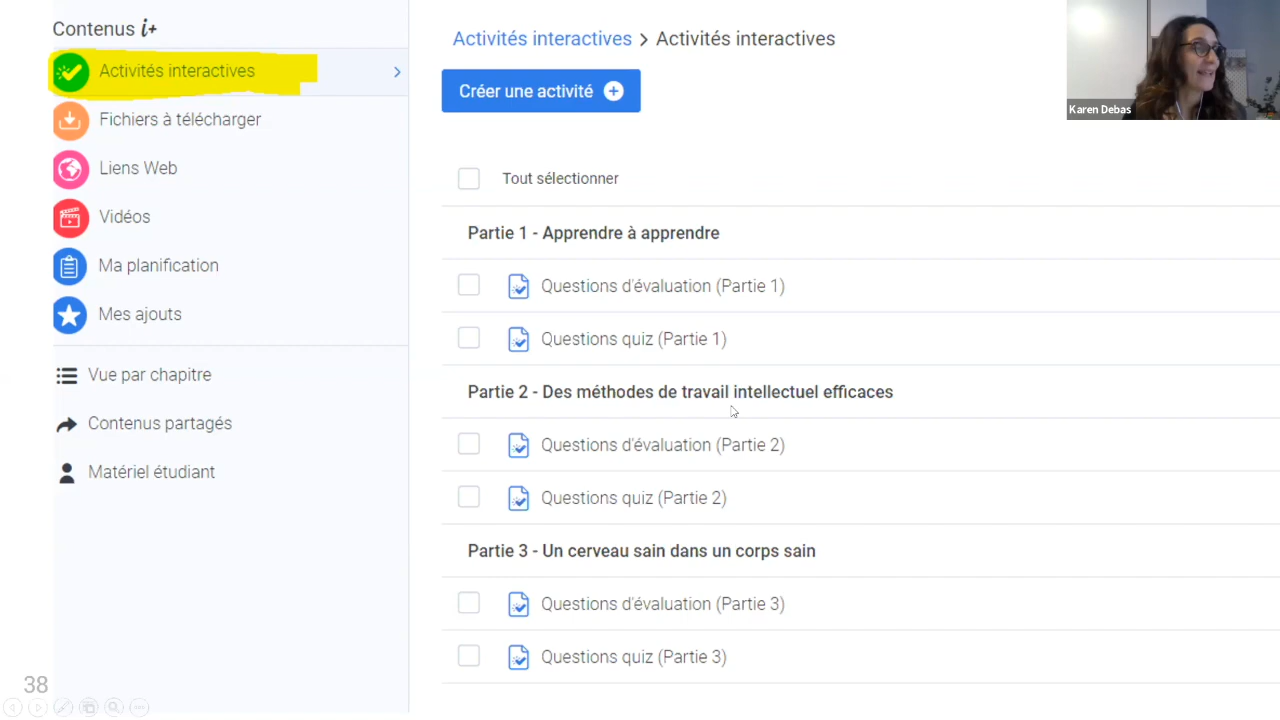 Contenus i+
Activités interactives
Fichiers à télécharger
Liens Web
Vidéos
Ma planification
Mes ajouts
Vue par chapitre
Contenus partagés
Matériel étudiant
38
Activités interactives > Activités interactives
Créer une activité +
Tout sélectionner
Partie 1 - Apprendre à apprendre
Questions d'évaluation (Partie 1)
Questions quiz (Partie 1)
Partie 2 - Des méthodes de travail intellectuel efficaces
Questions d'évaluation (Partie 2)
Questions quiz (Partie 2)
Partie 3 - Un cerveau sain dans un corps sain
Questions d'évaluation (Partie 3)
Questions quiz (Partie 3)
Karen Debas